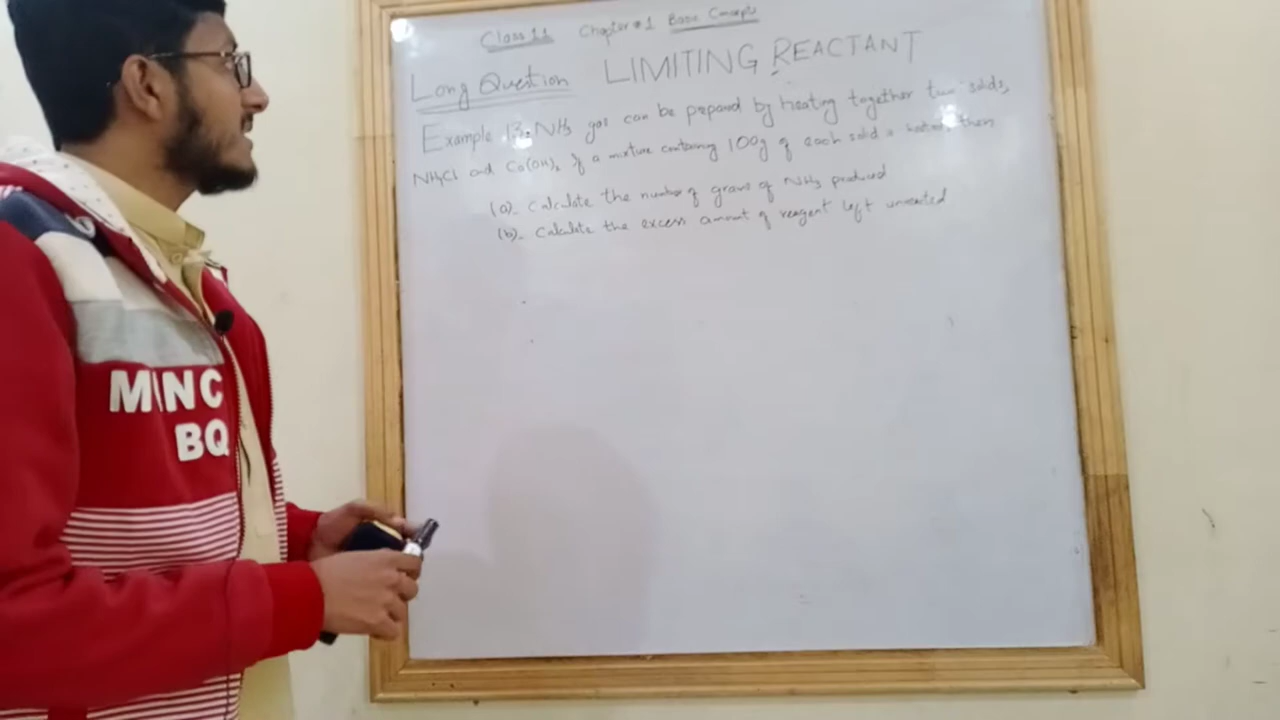 Class 11 Chapter #1 Basic Concepts
Long Question LIMITING REACTANT
Example 13: NH3 gas can be prepared by heating together two solids,
NH4Cl and Ca(OH)2 If a mixture containing 100g of each solid is heated then
(a). Calculate the number of grams of NH3 produced
(b). Calculate the excess amount of reagent left unreacted
M NC
BQ